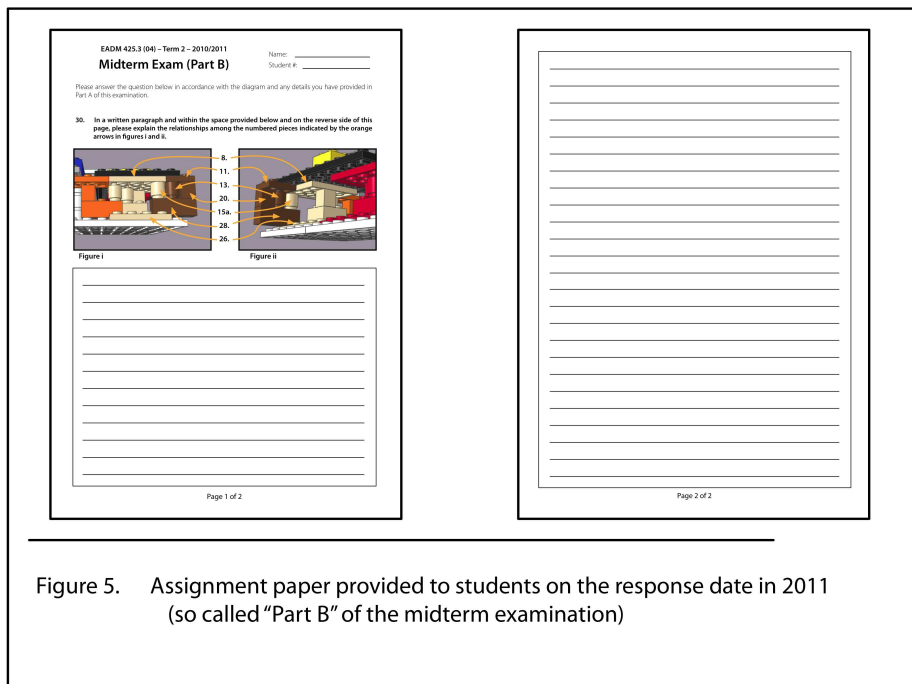 EADM 425.3 (04) – Term 2 – 2010/2011
Midterm Exam (Part B)
Name:
Student #:
Please answer the question below in accordance with the diagram and any details you have provided in
Part A of this examination.
30. In a written paragraph and within the space provided below and on the reverse side of this
page, please explain the relationships among the numbered pieces indicated by the orange
arrows in figures i and ii.
8.
11.
13.
20.
15a.
28.
26.
Figure i
Figure ii
Page 1 of 2
Page 2 of 2
Figure 5. Assignment paper provided to students on the response date in 2011
(so called “Part B” of the midterm examination)